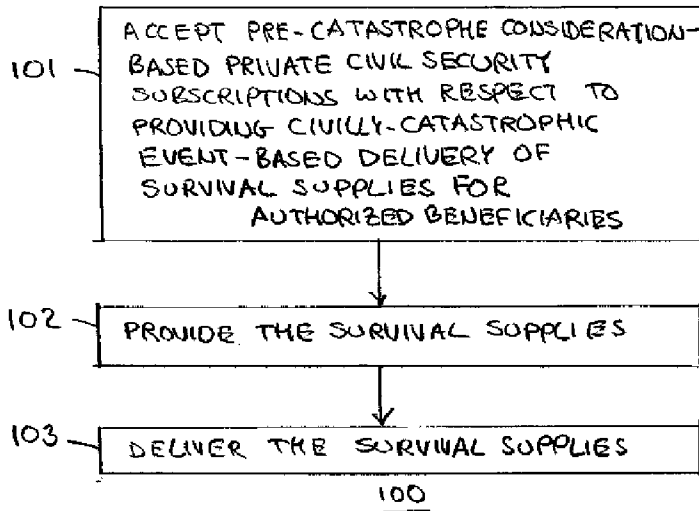 101
ACCEPT PRE-CATASTROPHE CONSIDERATION-
BASED PRIVATE CIVIL SECURITY
SUBSCRIPTIONS WITH RESPECT TO
PROVIDING CIVILLY-CATASTROPHIC
EVENT-BASED DELIVERY OF
SURVIVAL SUPPLIES FOR
AUTHORIZED BENEFICIARIES
102
PROVIDE THE SURVIVAL SUPPLIES
103
DELIVER THE SURVIVAL SUPPLIES
100